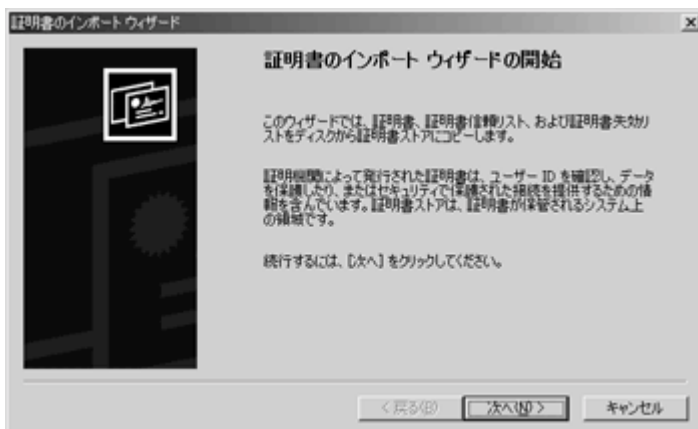 証明書のインポート ウィザード
証明書のインポート ウィザードの開始
このウィザードでは、証明書、証明書信頼リスト、および証明書失効リ
ストをディスクから証明書ストアにコピーします。
証明機関によって発行された証明書は、ユーザー ID を確認し、データ
を保護したり、またはセキュリティで保護された接続を提供するための情
報を含んでいます。証明書ストアは、証明書が保管されるシステム上
の領域です。
続行するには、[次へ] をクリックしてください。
< 戻る(B) 次へ(N) > キャンセル